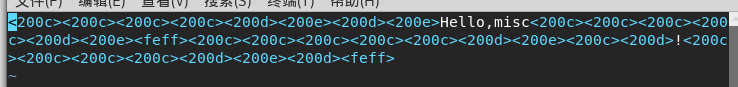 文件(F) 编辑(E) 查看(V) 搜索(S) 终端(T) 帮助(H)
<200c><200c><200c><200c><200d><200e><200d><200e>Hello,misc<200c><200c><200c><200
c><200d><200e><feff><200c><200c><200c><200c><200c><200d><200e><200c><200d>!<200c
><200c><200c><200c><200d><200e><200d><feff>
~